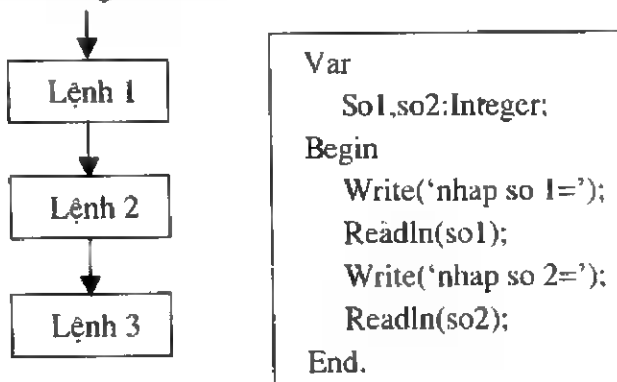 Lệnh 1
Lệnh 2
Lệnh 3
Var
So1,so2:Integer;
Begin
Write('nhap so 1=');
Readln(so1);
Write('nhap so 2=');
Readln(so2);
End.